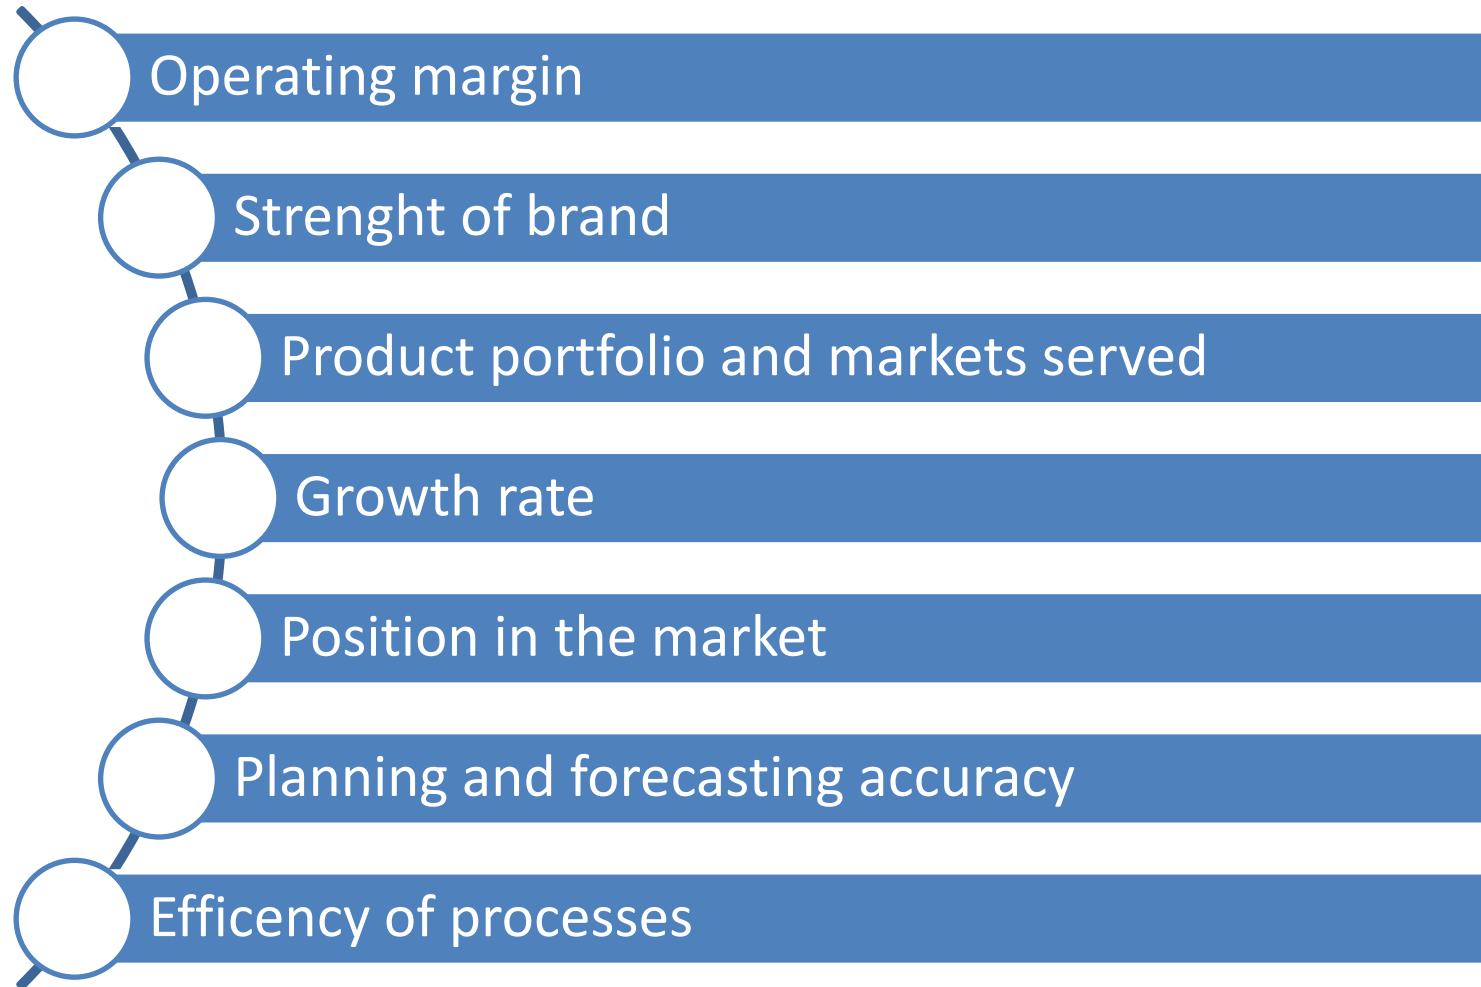 Operating margin
Strenght of brand
Product portfolio and markets served
Growth rate
Position in the market
Planning and forecasting accuracy
Efficency of processes